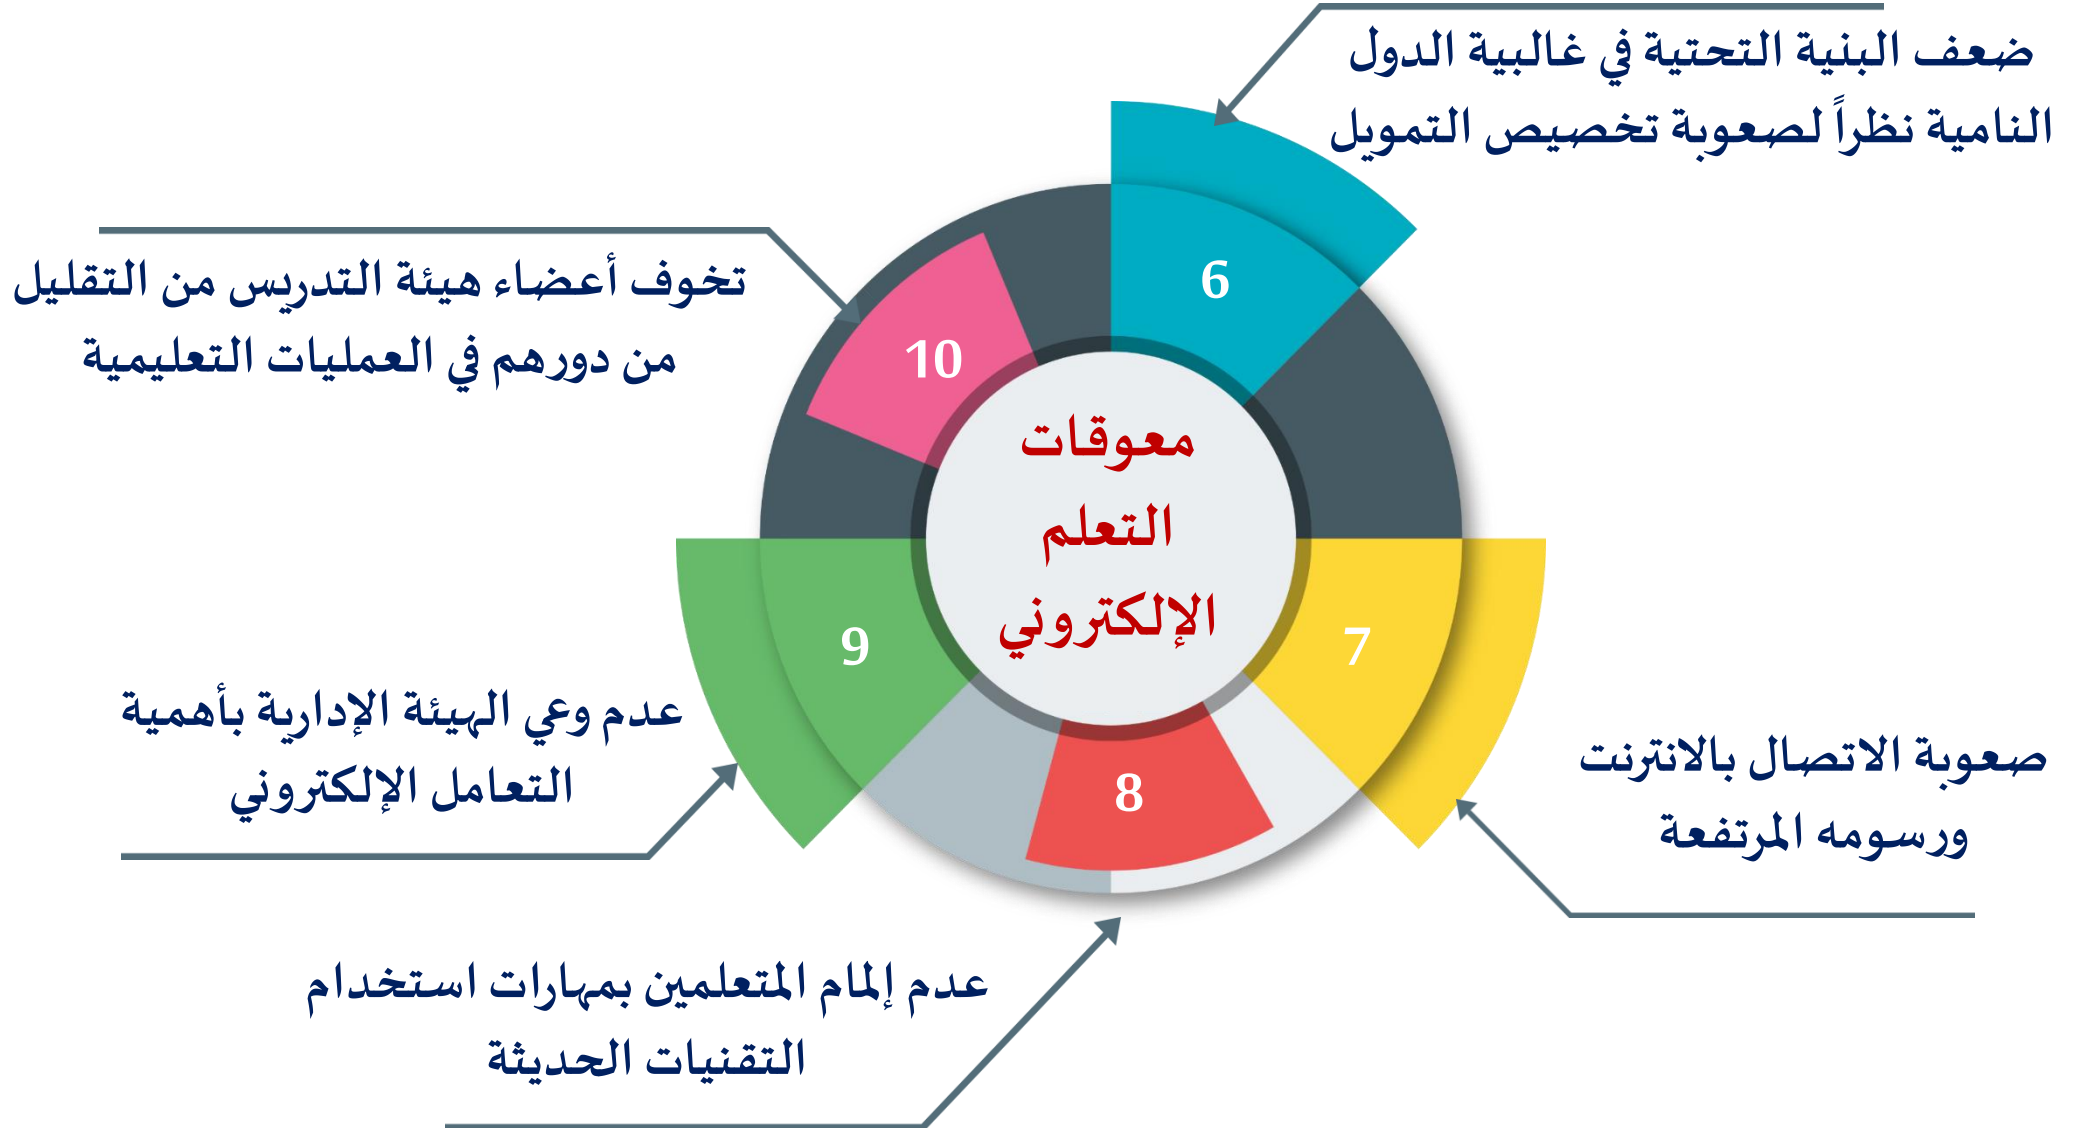 معوقات
التعلم
الإلكتروني
6
ضعف البنية التحتية في غالبية الدول
النامية نظراً لصعوبة تخصيص التمويل
7
صعوبة الاتصال بالانترنت
ورسومه المرتفعة
8
عدم إلمام المتعلمين بمهارات استخدام
التقنيات الحديثة
9
عدم وعي الهيئة الإدارية بأهمية
التعامل الإلكتروني
10
تخوف أعضاء هيئة التدريس من التقليل
من دورهم في العمليات التعليمية